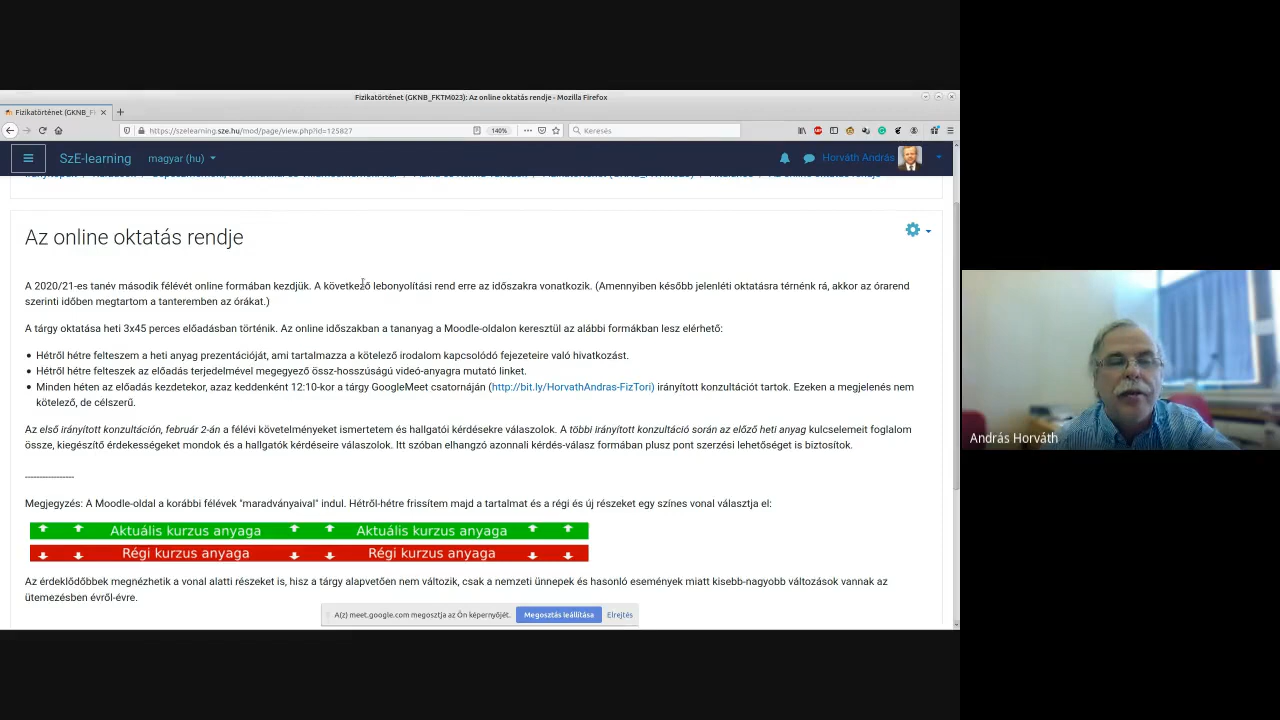 Fizikatörténet (GKNB_FKTM023): Az online oktatás rendje - Mozilla Firefox
Fizikatörténet (GKNB_F
https://szelearning.sze.hu/mod/page/view.php?id=125827
140%
Keresés
SzE-learning
magyar (hu)
Horváth András
Az online oktatás rendje
A 2020/21-es tanév második félévét online formában kezdjük. A következő lebonyolítási rend erre az időszakra vonatkozik. (Amennyiben később jelenléti oktatásra térnénk rá, akkor az órarend
szerinti időben megtartom a tanteremben az órákat.)
A tárgy oktatása heti 3x45 perces előadásban történik. Az online időszakban a tananyag a Moodle-oldalon keresztül az alábbi formákban lesz elérhető:
Hétről hétre felteszem a heti anyag prezentációját, ami tartalmazza a kötelező irodalom kapcsolódó fejezeteire való hivatkozást.
Hétről hétre felteszek az előadás terjedelmével megegyező össz-hosszúságú videó-anyagra mutató linket.
Minden héten az előadás kezdetekor, azaz keddenként 12:10-kor a tárgy GoogleMeet csatornáján (http://bit.ly/HorvathAndras-FizTori) irányított konzultációt tartok. Ezeken a megjelenés nem
kötelező, de célszerű.
Az első irányított konzultáción, február 2-án a félévi követelményeket ismertetem és hallgatói kérdésekre válaszolok. A többi irányított konzultáció során az előző heti anyag kulcselemeit foglalom
össze, kiegészítő érdekességeket mondok és a hallgatók kérdéseire válaszolok. Itt szóban elhangzó azonnali kérdés-válasz formában plusz pont szerzési lehetőséget is biztosítok.
----------------
Megjegyzés: A Moodle-oldal a korábbi félévek "maradványaival" indul. Hétről-hétre frissítem majd a tartalmat és a régi és új részeket egy színes vonal választja el:
Aktuális kurzus anyaga Aktuális kurzus anyaga
Régi kurzus anyaga Régi kurzus anyaga
Az érdeklődőbbek megnézhetik a vonal alatti részeket is, hisz a tárgy alapvetően nem változik, csak a nemzeti ünnepek és hasonló események miatt kisebb-nagyobb változások vannak az
ütemezésben évről-évre.
A(z) meet.google.com megosztja az Ön képernyőjét. Megosztás leállítása Elrejtés
András Horváth